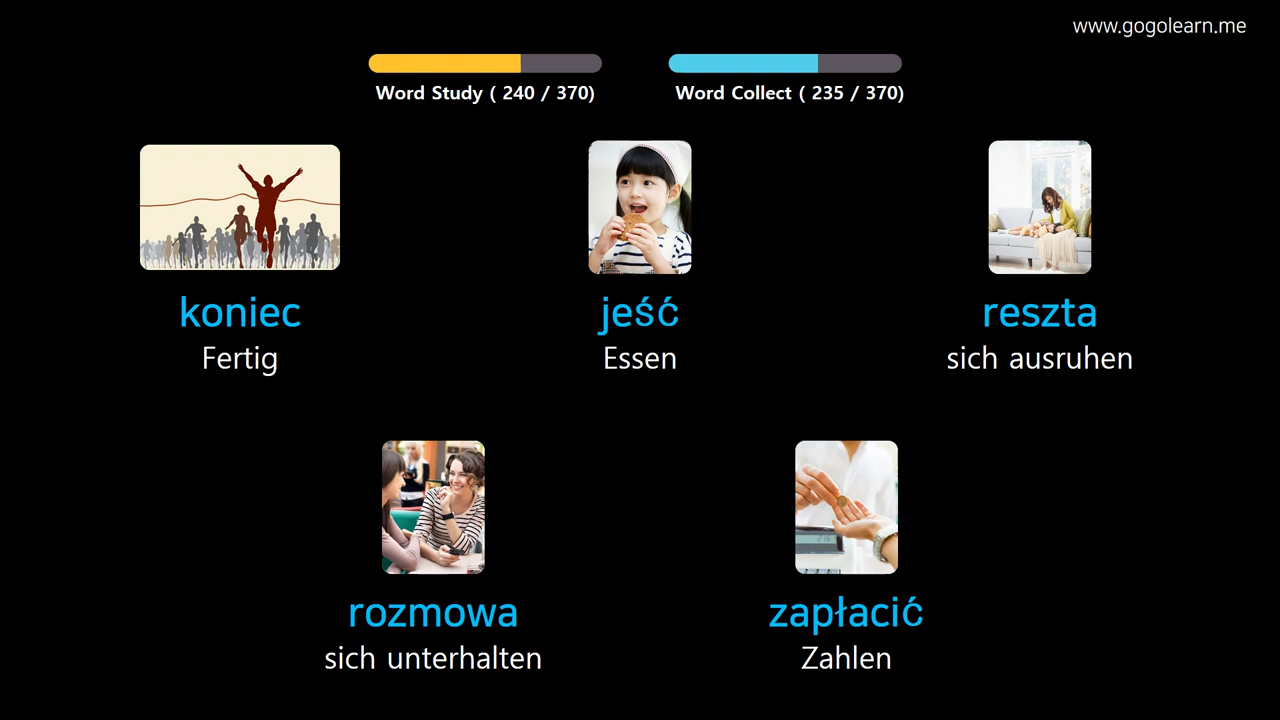 www.gogolearn.me
Word Study ( 240 / 370)
Word Collect ( 235 / 370)
koniec
Fertig
jeść
Essen
reszta
sich ausruhen
rozmowa
sich unterhalten
zapłacić
Zahlen